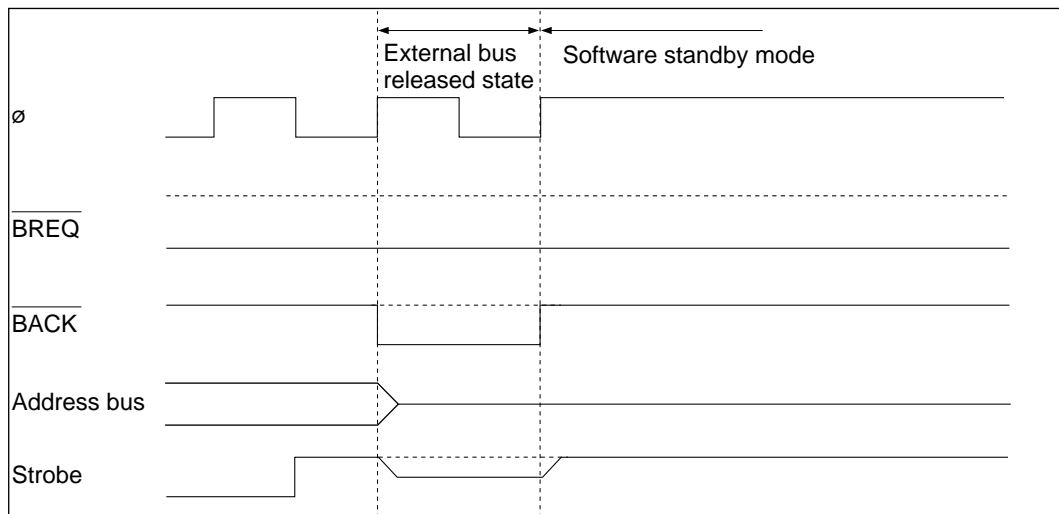 External bus
released state
Software standby mode
ø
BREQ
BACK
Address bus
Strobe